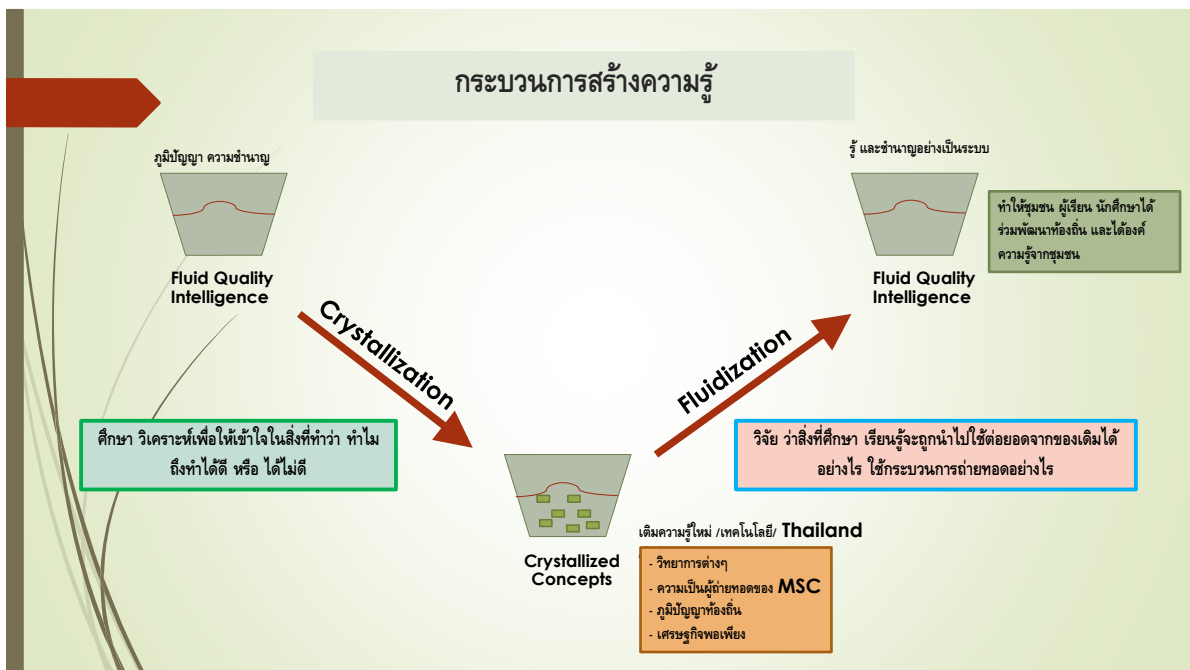 กระบวนการสร้างความรู้
ภูมิปัญญา ความชำนาญ
Fluid Quality
Intelligence
รู้ และชำนาญอย่างเป็นระบบ
Fluid Quality
Intelligence
ทำให้ชุมชน ผู้เรียน นักศึกษาได้
ร่วมพัฒนาท้องถิ่น และได้องค์
ความรู้จากชุมชน
Crystallization
Fluidization
ศึกษา วิเคราะห์เพื่อให้เข้าใจในสิ่งที่ทำว่า ทำไม
ถึงทำได้ดี หรือ ได้ไม่ดี
วิจัย ว่าสิ่งที่ศึกษา เรียนรู้จะถูกนำไปใช้ต่อยอดจากของเดิมได้
อย่างไร ใช้กระบวนการถ่ายทอดอย่างไร
Crystallized
Concepts
เติมความรู้ใหม่ /เทคโนโลยี/ Thailand
- วิทยาการต่างๆ
- ความเป็นผู้ถ่ายทอดของ MSC
- ภูมิปัญญาท้องถิ่น
- เศรษฐกิจพอเพียง